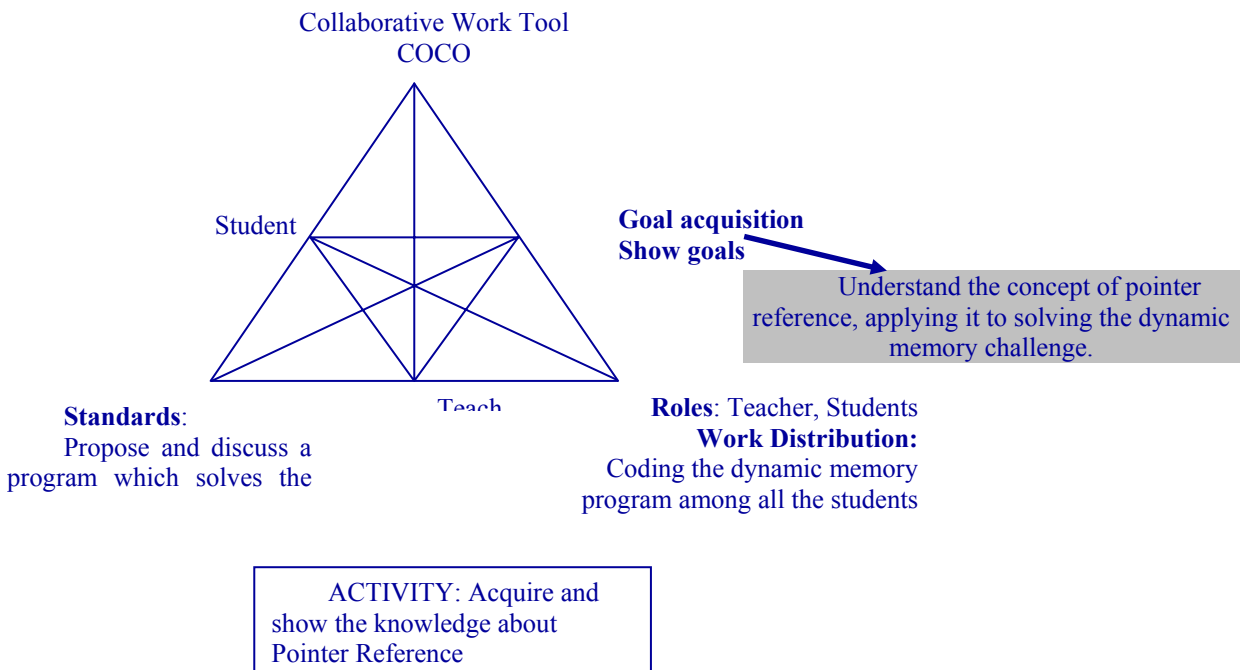 Collaborative Work Tool
COCO
Student
Goal acquisition
Show goals
Understand the concept of pointer
reference, applying it to solving the dynamic
memory challenge.
Teach
Standards:
Propose and discuss a
program which solves the
Roles: Teacher, Students
Work Distribution:
Coding the dynamic memory
program among all the students
ACTIVITY: Acquire and
show the knowledge about
Pointer Reference